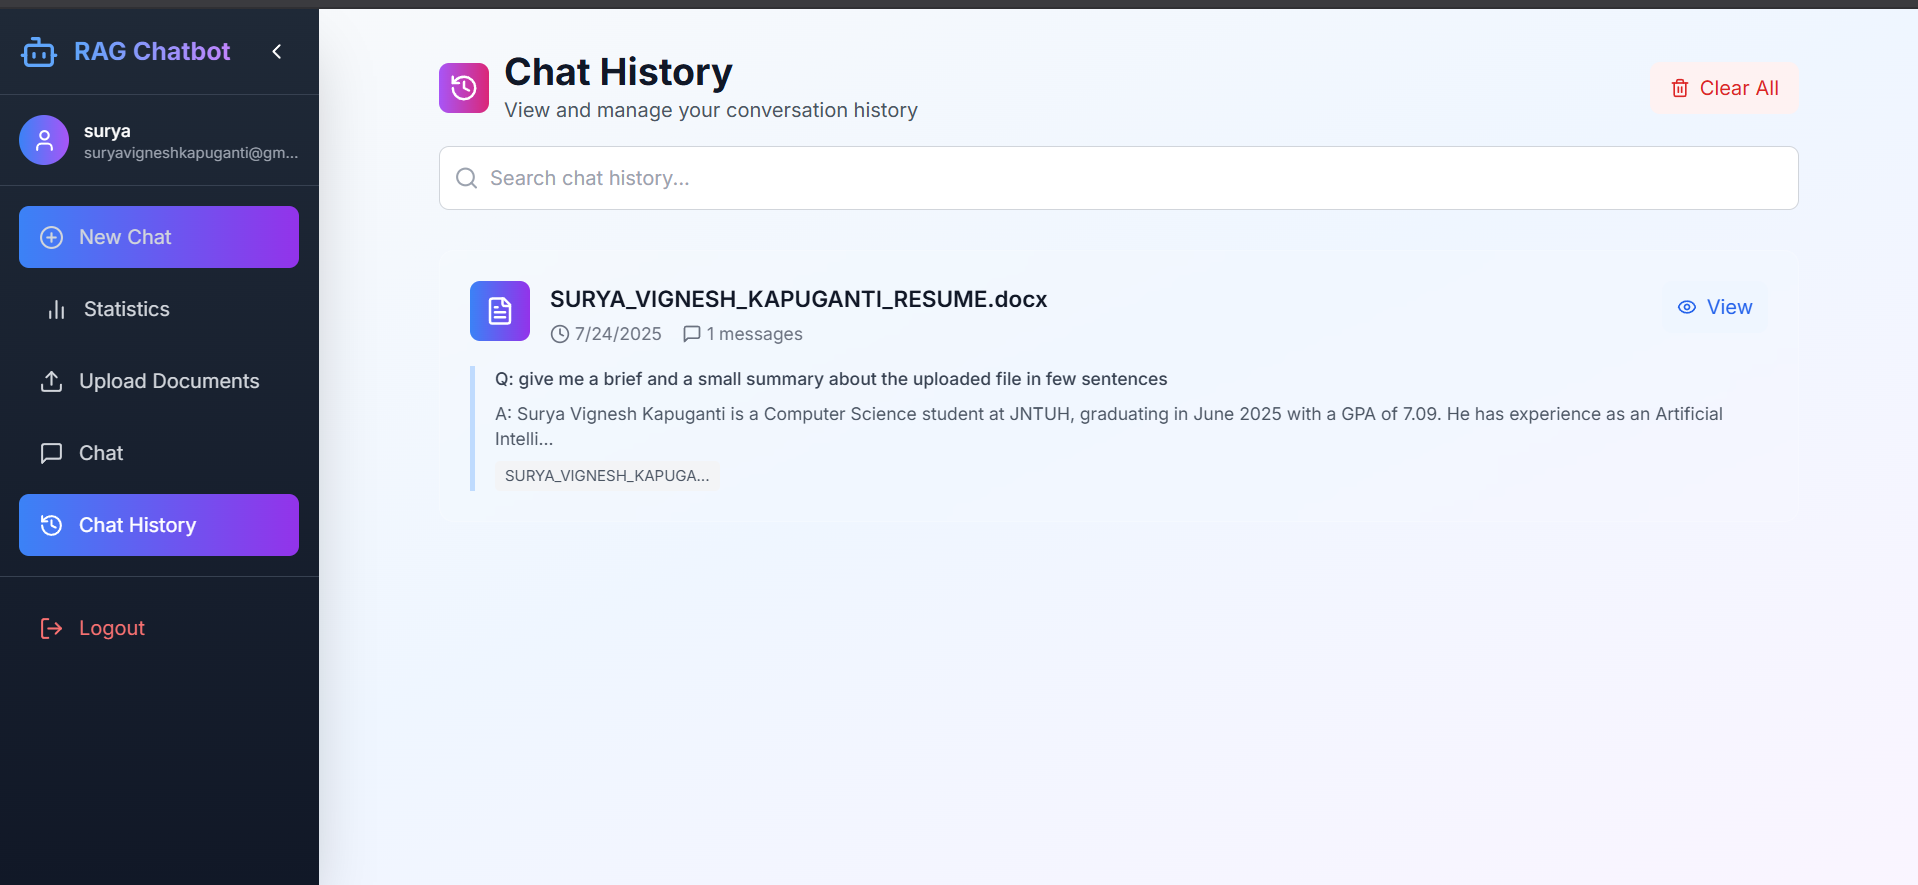 RAG Chatbot
surya
suryavigneshkapuganti@gm...
New Chat
Statistics
Upload Documents
Chat
Chat History
Logout
Chat History
View and manage your conversation history
Clear All
Search chat history...
SURYA_VIGNESH_KAPUGANTI_RESUME.docx
7/24/2025 1 messages
View
Q: give me a brief and a small summary about the uploaded file in few sentences
A: Surya Vignesh Kapuganti is a Computer Science student at JNTUH, graduating in June 2025 with a GPA of 7.09. He has experience as an Artificial
Intelli...
SURYA_VIGNESH_KAPUGA...